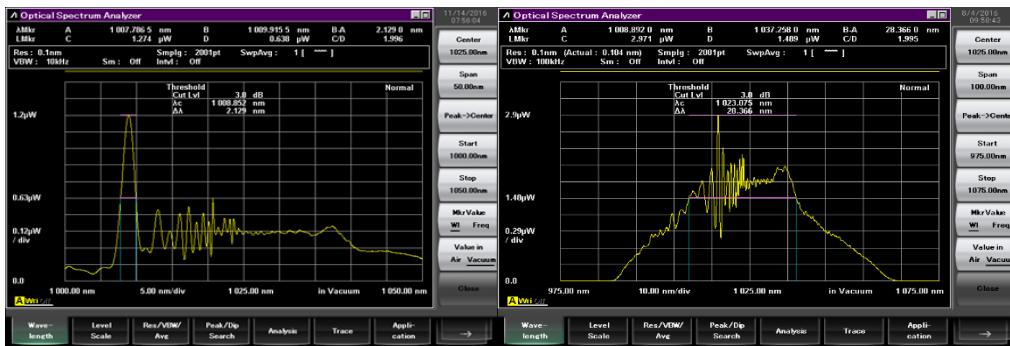 Optical Spectrum Analyzer
11/14/2016
07:56:04
λMkr A 1 007.786 5 nm B 1 009.915 5 nm B-A 2.129 0 nm
LMkr C 1.274 μW D 0.638 μW C/D 1.996
Res : 0.1nm Smplg : 2001pt SwpAvg : 1 [ ]
VBW : 10kHz Sm : Off Intvl : Off
Threshold
Cut Lvl 3.0 dB
λc 1 008.852 nm
Δλ 2.129 nm
Normal
1.2μW
0.63μW
0.12μW
/ div
0.0
1 000.00 nm 5.00 nm/div 1 025.00 nm in Vacuum 1 050.00 nm
A Wri Off
Center
1025.00nm
Span
50.00nm
Peak->Center
Start
1000.00nm
Stop
1050.00nm
Mkr Value
Wl Freq
Value in
Air Vacuum
Close
Wave-
length
Level
Scale
Res/VBW/
Avg
Peak/Dip
Search
Analysis
Trace
Appli-
cation
→
Optical Spectrum Analyzer
8/4/2016
09:50:43
λMkr A 1 008.892 0 nm B 1 037.258 0 nm B-A 28.366 0 nm
LMkr C 2.971 μW D 1.489 μW C/D 1.995
Res : 0.1nm (Actual : 0.104 nm) Smplg : 2001pt SwpAvg : 1 [ ]
VBW : 100kHz Sm : Off Intvl : Off
Threshold
Cut Lvl 3.0 dB
λc 1 023.075 nm
Δλ 28.366 nm
Normal
2.9μW
1.48μW
0.29μW
/ div
0.0
975.00 nm 10.00 nm/div 1 025.00 nm in Vacuum 1 075.00 nm
A Wri Off
Center
1025.00nm
Span
100.00nm
Peak->Center
Start
975.00nm
Stop
1075.00nm
Mkr Value
Wl Freq
Value in
Air Vacuum
Close
Wave-
length
Level
Scale
Res/VBW/
Avg
Peak/Dip
Search
Analysis
Trace
Appli-
cation
→